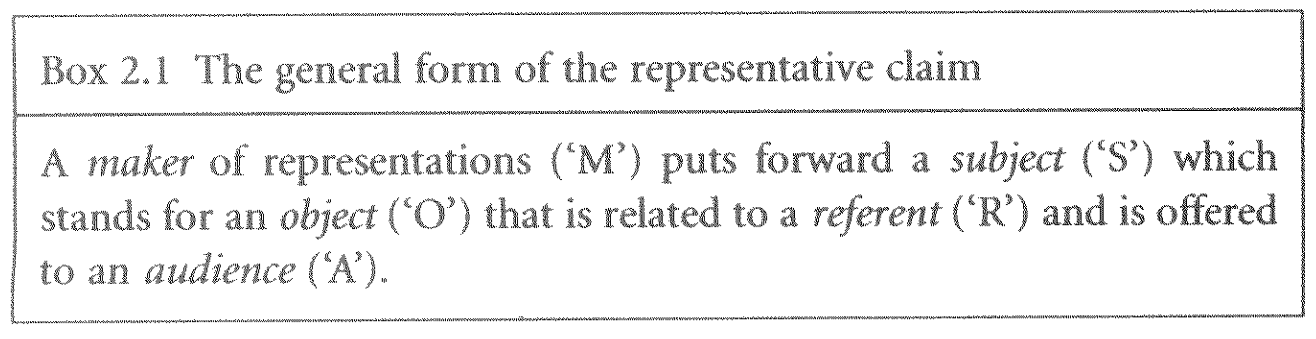 Box 2.1 The general form of the representative claim
A maker of representations (‘M’) puts forward a subject (‘S’) which
stands for an object (‘O’) that is related to a referent (‘R’) and is offered
to an audience (‘A’).